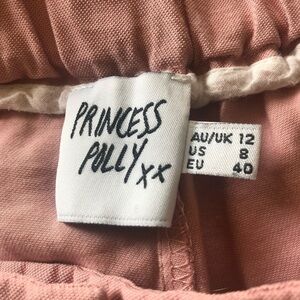 PRINCESS
POLLY xx
AU/UK 12
US 8
EU 40